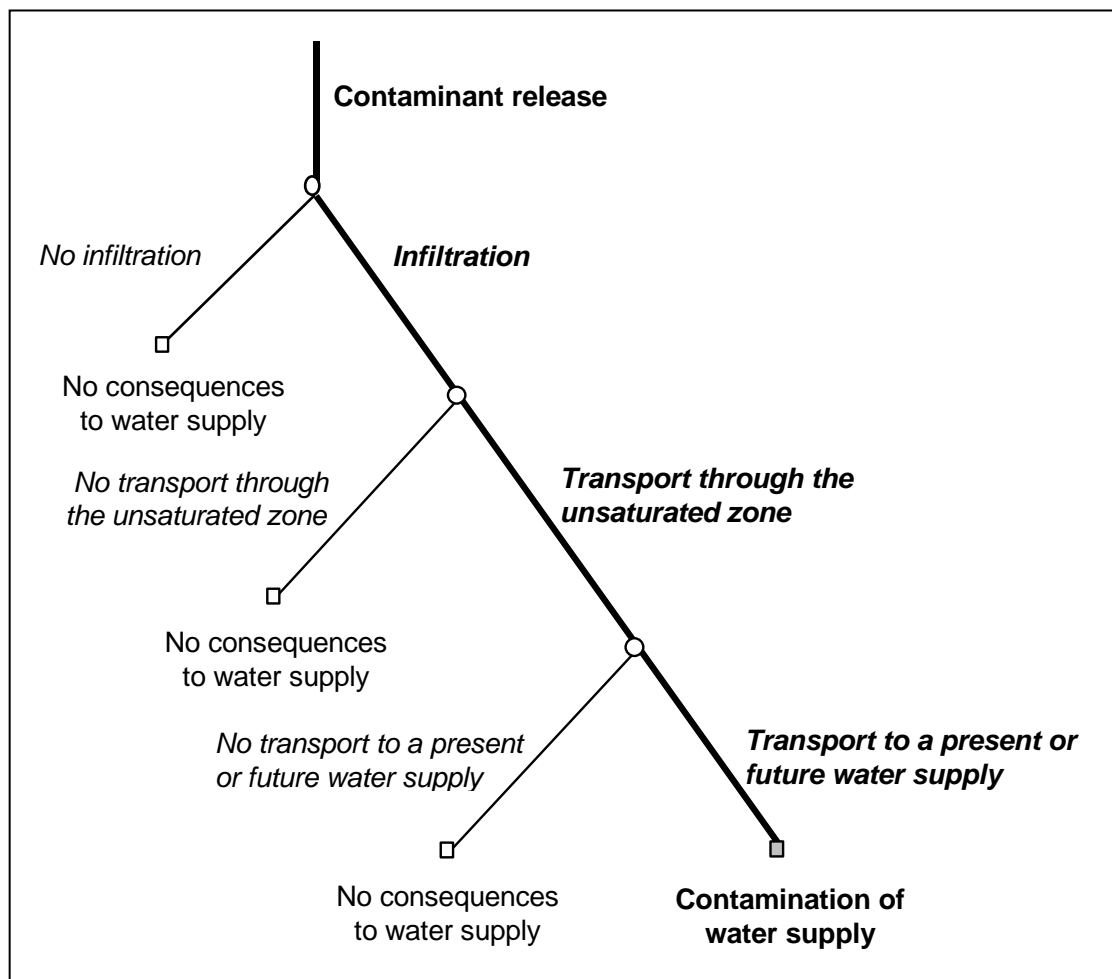 Contaminant release
No infiltration
Infiltration
No consequences
to water supply
No transport through
the unsaturated zone
Transport through the
unsaturated zone
No consequences
to water supply
No transport to a present
or future water supply
Transport to a present or
future water supply
No consequences
to water supply
Contamination of
water supply